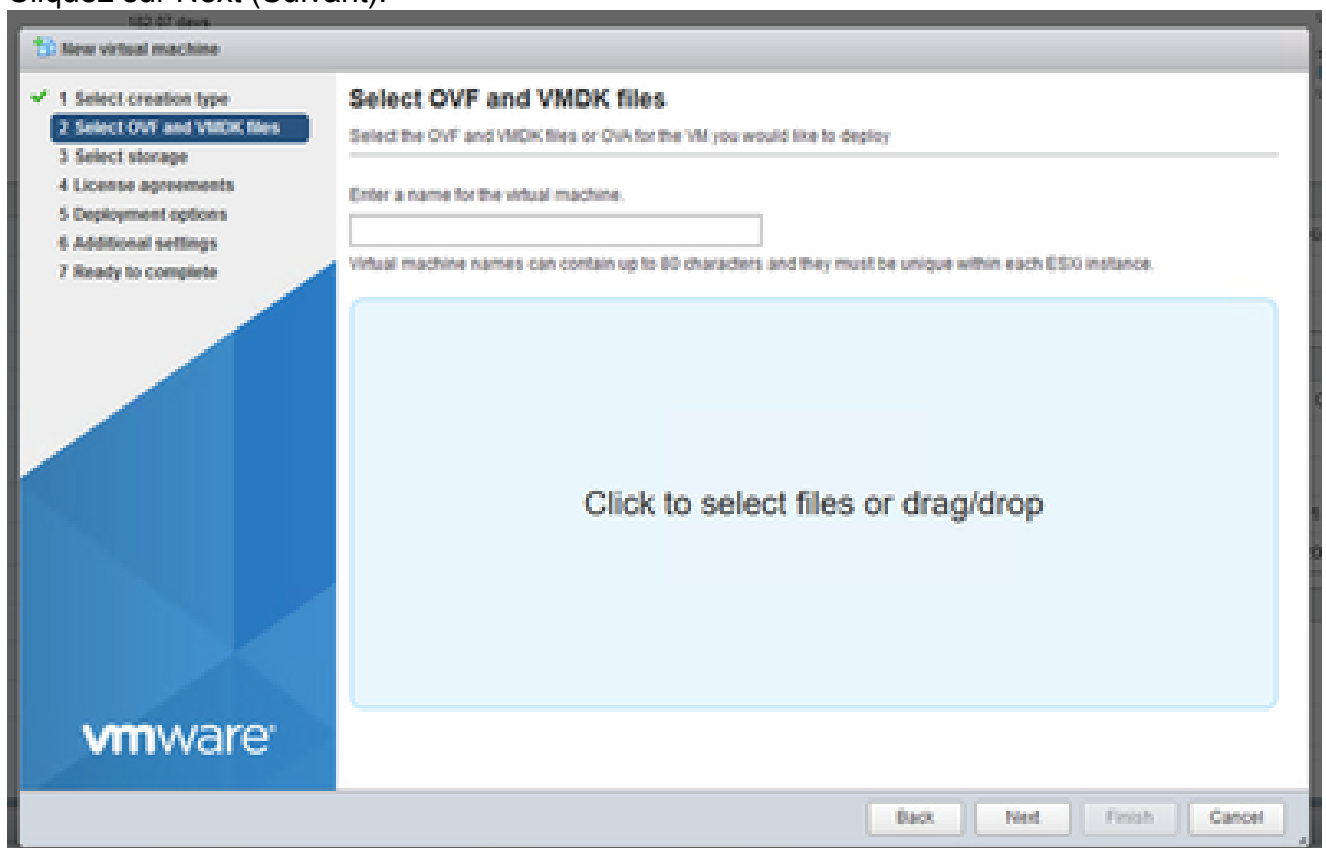 Cliquez sur Next (Suivant).
New virtual machine
1 Select creation type
2 Select OVF and VMDK files
3 Select storage
4 License agreements
5 Deployment options
6 Additional settings
7 Ready to complete
vmware
Select OVF and VMDK files
Select the OVF and VMDK files or OVA for the VM you would like to deploy
Enter a name for the virtual machine.
Virtual machine names can contain up to 80 characters and they must be unique within each ESXi instance.
Click to select files or drag/drop
Back
Next
Finish
Cancel